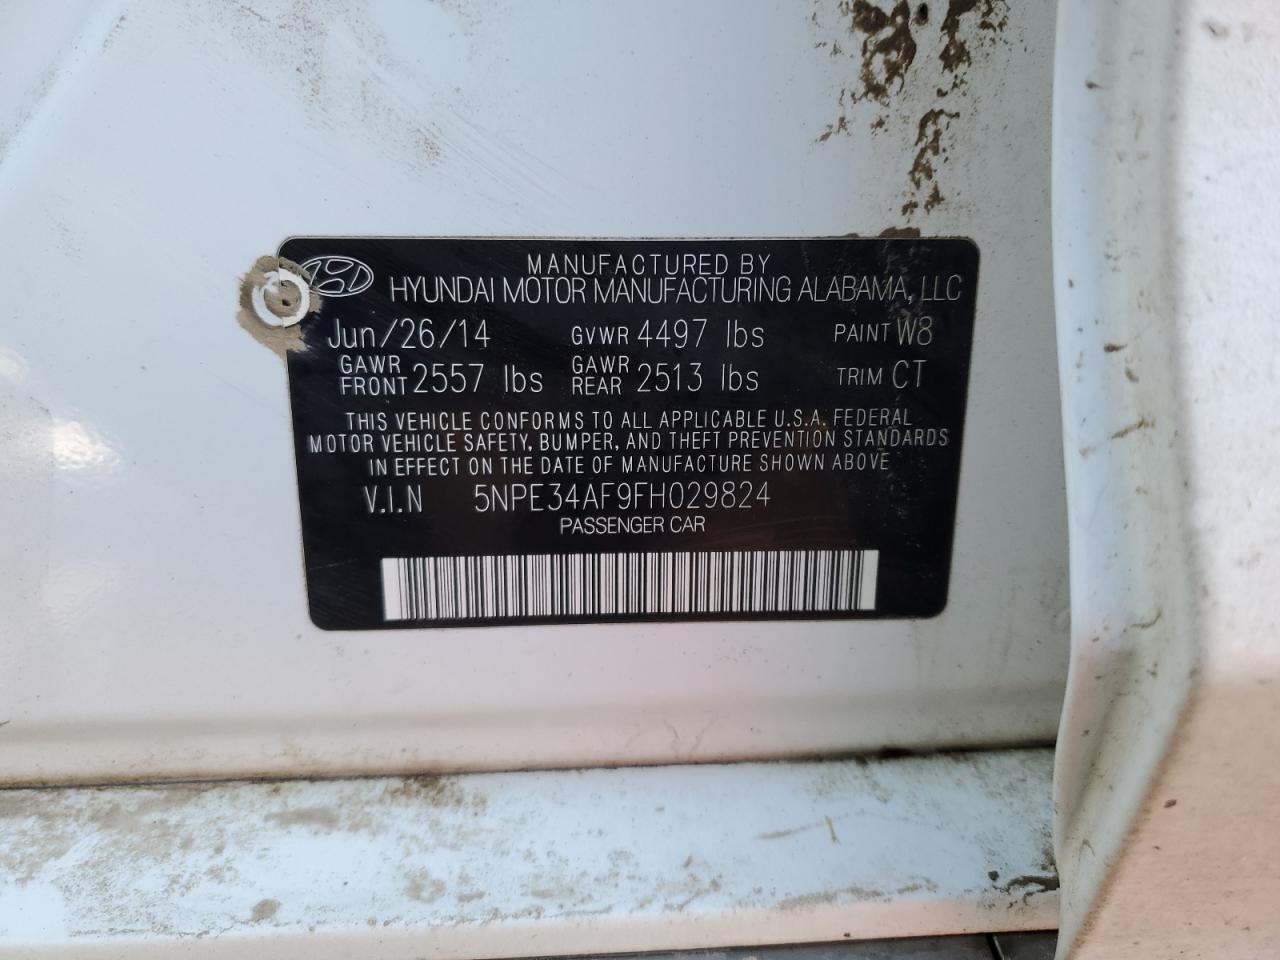 MANUFACTURED BY
HYUNDAI MOTOR MANUFACTURING ALABAMA, LLC
Jun/26/14 GVWR 4497 lbs PAINT W8
GAWR FRONT 2557 lbs GAWR REAR 2513 lbs TRIM CT
THIS VEHICLE CONFORMS TO ALL APPLICABLE U.S.A. FEDERAL
MOTOR VEHICLE SAFETY, BUMPER, AND THEFT PREVENTION STANDARDS
IN EFFECT ON THE DATE OF MANUFACTURE SHOWN ABOVE
V.I.N 5NPE34AF9FH029824
PASSENGER CAR